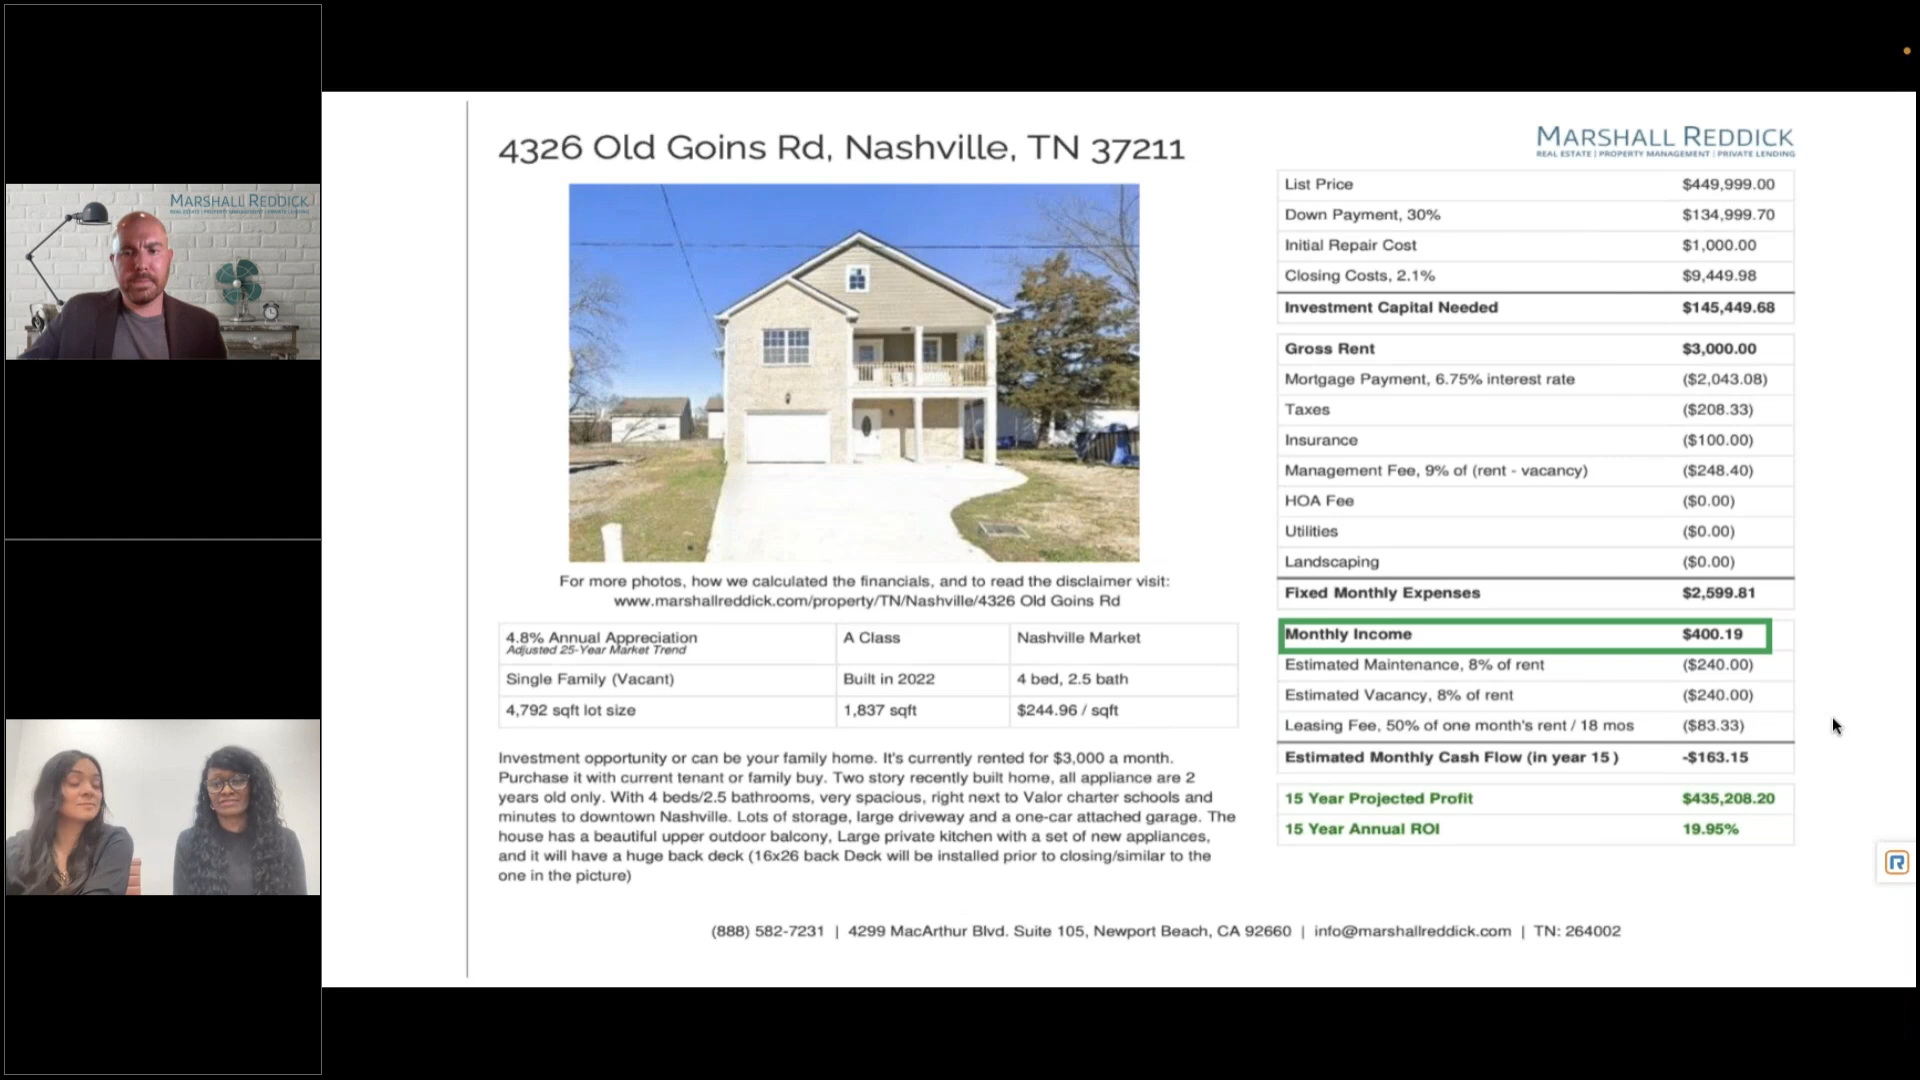 MARSHALL REDDICK
REAL ESTATE | PROPERTY MANAGEMENT | PRIVATE LENDING
4326 Old Goins Rd, Nashville, TN 37211
For more photos, how we calculated the financials, and to read the disclaimer visit:
www.marshallreddick.com/property/TN/Nashville/4326 Old Goins Rd
4.8% Annual Appreciation
Adjusted 25-Year Market Trend
A Class
Nashville Market
Single Family (Vacant)
Built in 2022
4 bed, 2.5 bath
4,792 sqft lot size
1,837 sqft
$244.96 / sqft
Investment opportunity or can be your family home. It's currently rented for $3,000 a month.
Purchase it with current tenant or family buy. Two story recently built home, all appliance are 2
years old only. With 4 beds/2.5 bathrooms, very spacious, right next to Valor charter schools and
minutes to downtown Nashville. Lots of storage, large driveway and a one-car attached garage. The
house has a beautiful upper outdoor balcony, Large private kitchen with a set of new appliances,
and it will have a huge back deck (16x26 back Deck will be installed prior to closing/similar to the
one in the picture)
MARSHALL REDDICK
REAL ESTATE | PROPERTY MANAGEMENT | PRIVATE LENDING
List Price $449,999.00
Down Payment, 30% $134,999.70
Initial Repair Cost $1,000.00
Closing Costs, 2.1% $9,449.98
Investment Capital Needed $145,449.68
Gross Rent $3,000.00
Mortgage Payment, 6.75% interest rate ($2,043.08)
Taxes ($208.33)
Insurance ($100.00)
Management Fee, 9% of (rent - vacancy) ($248.40)
HOA Fee ($0.00)
Utilities ($0.00)
Landscaping ($0.00)
Fixed Monthly Expenses $2,599.81
Monthly Income $400.19
Estimated Maintenance, 8% of rent ($240.00)
Estimated Vacancy, 8% of rent ($240.00)
Leasing Fee, 50% of one month's rent / 18 mos ($83.33)
Estimated Monthly Cash Flow (in year 15 ) -$163.15
15 Year Projected Profit $435,208.20
15 Year Annual ROI 19.95%
(888) 582-7231 | 4299 MacArthur Blvd. Suite 105, Newport Beach, CA 92660 | info@marshallreddick.com | TN: 264002